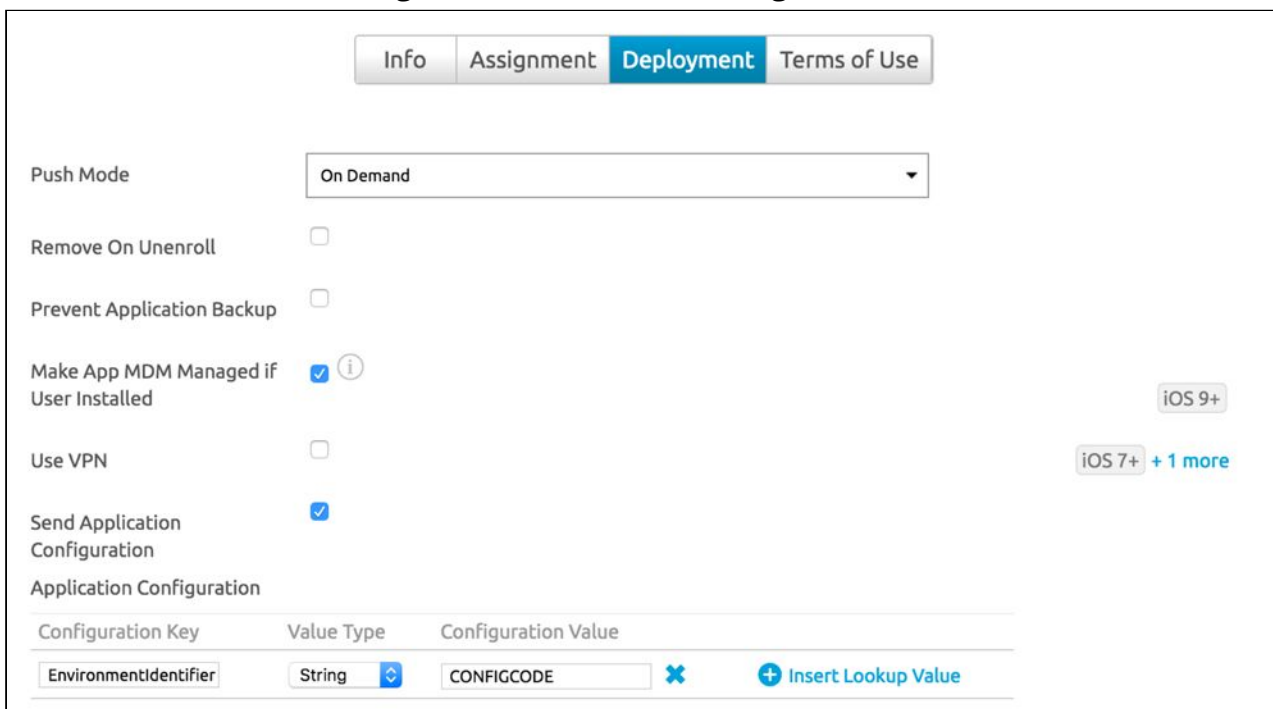 Info Assignment Deployment Terms of Use
Push Mode On Demand
Remove On Unenroll
Prevent Application Backup
Make App MDM Managed if
User Installed
iOS 9+
Use VPN iOS 7+ + 1 more
Send Application
Configuration
Application Configuration
Configuration Key Value Type Configuration Value
EnvironmentIdentifier String CONFIGCODE Insert Lookup Value